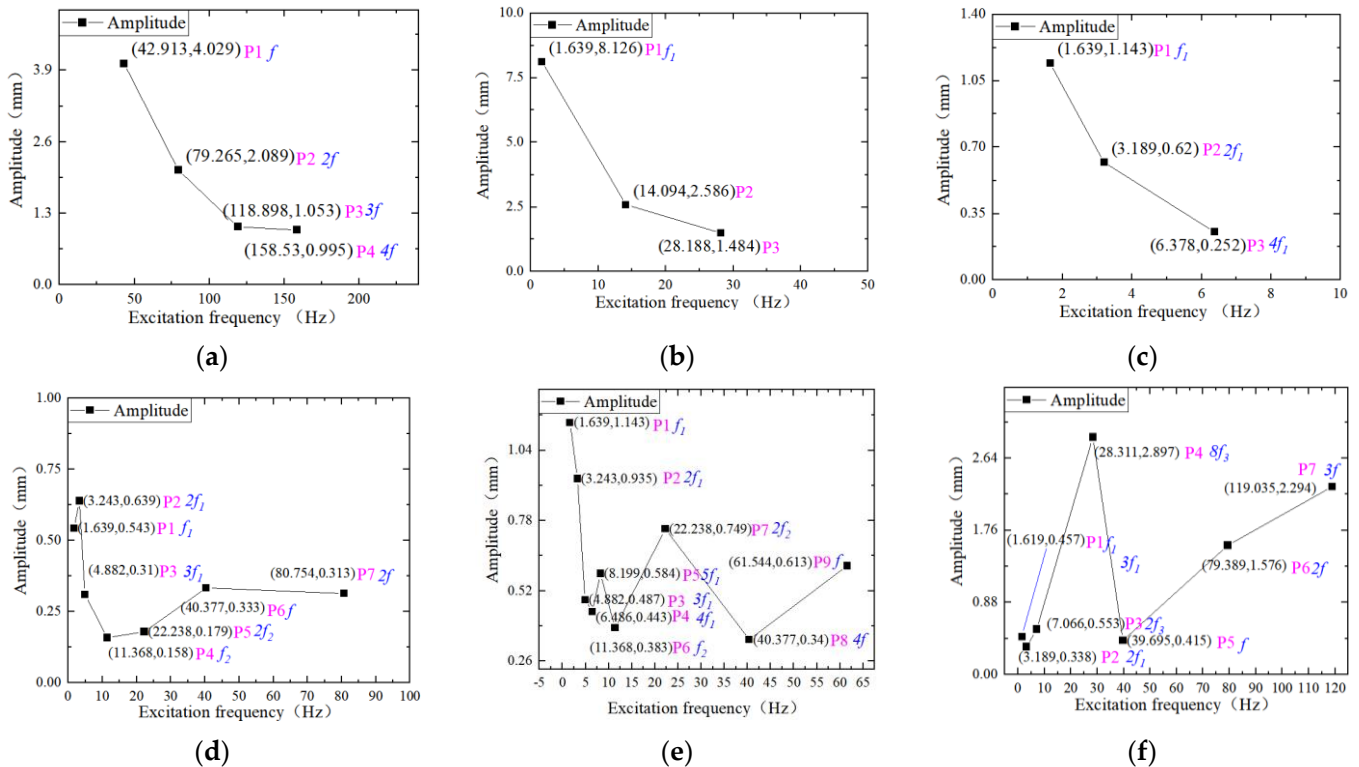 Amplitude
(42.913,4.029) P1 f
(79.265,2.089) P2 2f
(118.898,1.053) P3 3f
(158.53,0.995) P4 4f
3.9
2.6
1.3
0.0
0 50 100 150 200
Amplitude（mm）
Excitation frequency （Hz）
(a)
Amplitude
(1.639,8.126) P1 f1
(14.094,2.586) P2
(28.188,1.484) P3
10.0
7.5
5.0
2.5
0.0
0 10 20 30 40 50
Amplitude（mm）
Excitation frequency （Hz）
(b)
Amplitude
(1.639,1.143) P1 f1
(3.189,0.62) P2 2f1
(6.378,0.252) P3 4f1
1.40
1.05
0.70
0.35
0.00
0 2 4 6 8 10
Amplitude（mm）
Excitation frequency （Hz）
(c)
Amplitude
(3.243,0.639) P2 2f1
(1.639,0.543) P1 f1
(4.882,0.31) P3 3f1
(80.754,0.313) P7 2f
(40.377,0.333) P6 f
(22.238,0.179) P5 2f2
(11.368,0.158) P4 f2
1.00
0.75
0.50
0.25
0.00
0 10 20 30 40 50 60 70 80 90 100
Amplitude（mm）
Excitation frequency （Hz）
(d)
Amplitude
(1.639,1.143) P1 f1
(3.243,0.935) P2 2f1
(22.238,0.749) P7 2f2
(61.544,0.613) P9 f
(8.199,0.584) P5 5f1
(4.882,0.487) P3 3f1
(6.486,0.443) P4 4f1
(11.368,0.383) P6 f2
(40.377,0.34) P8 4f
1.04
0.78
0.52
0.26
-5 0 5 10 15 20 25 30 35 40 45 50 55 60 65
Amplitude（mm）
Excitation frequency（Hz）
(e)
Amplitude
(28.311,2.897) P4 8f3
P7 3f
(119.035,2.294)
(1.619,0.457) P1 f1
3f1
(79.389,1.576) P6 2f
(7.066,0.553) P3 2f3
(39.695,0.415) P5 f
(3.189,0.338) P2 2f1
2.64
1.76
0.88
0.00
0 10 20 30 40 50 60 70 80 90 100 110 120
Amplitude（mm）
Excitation frequency（Hz）
(f)